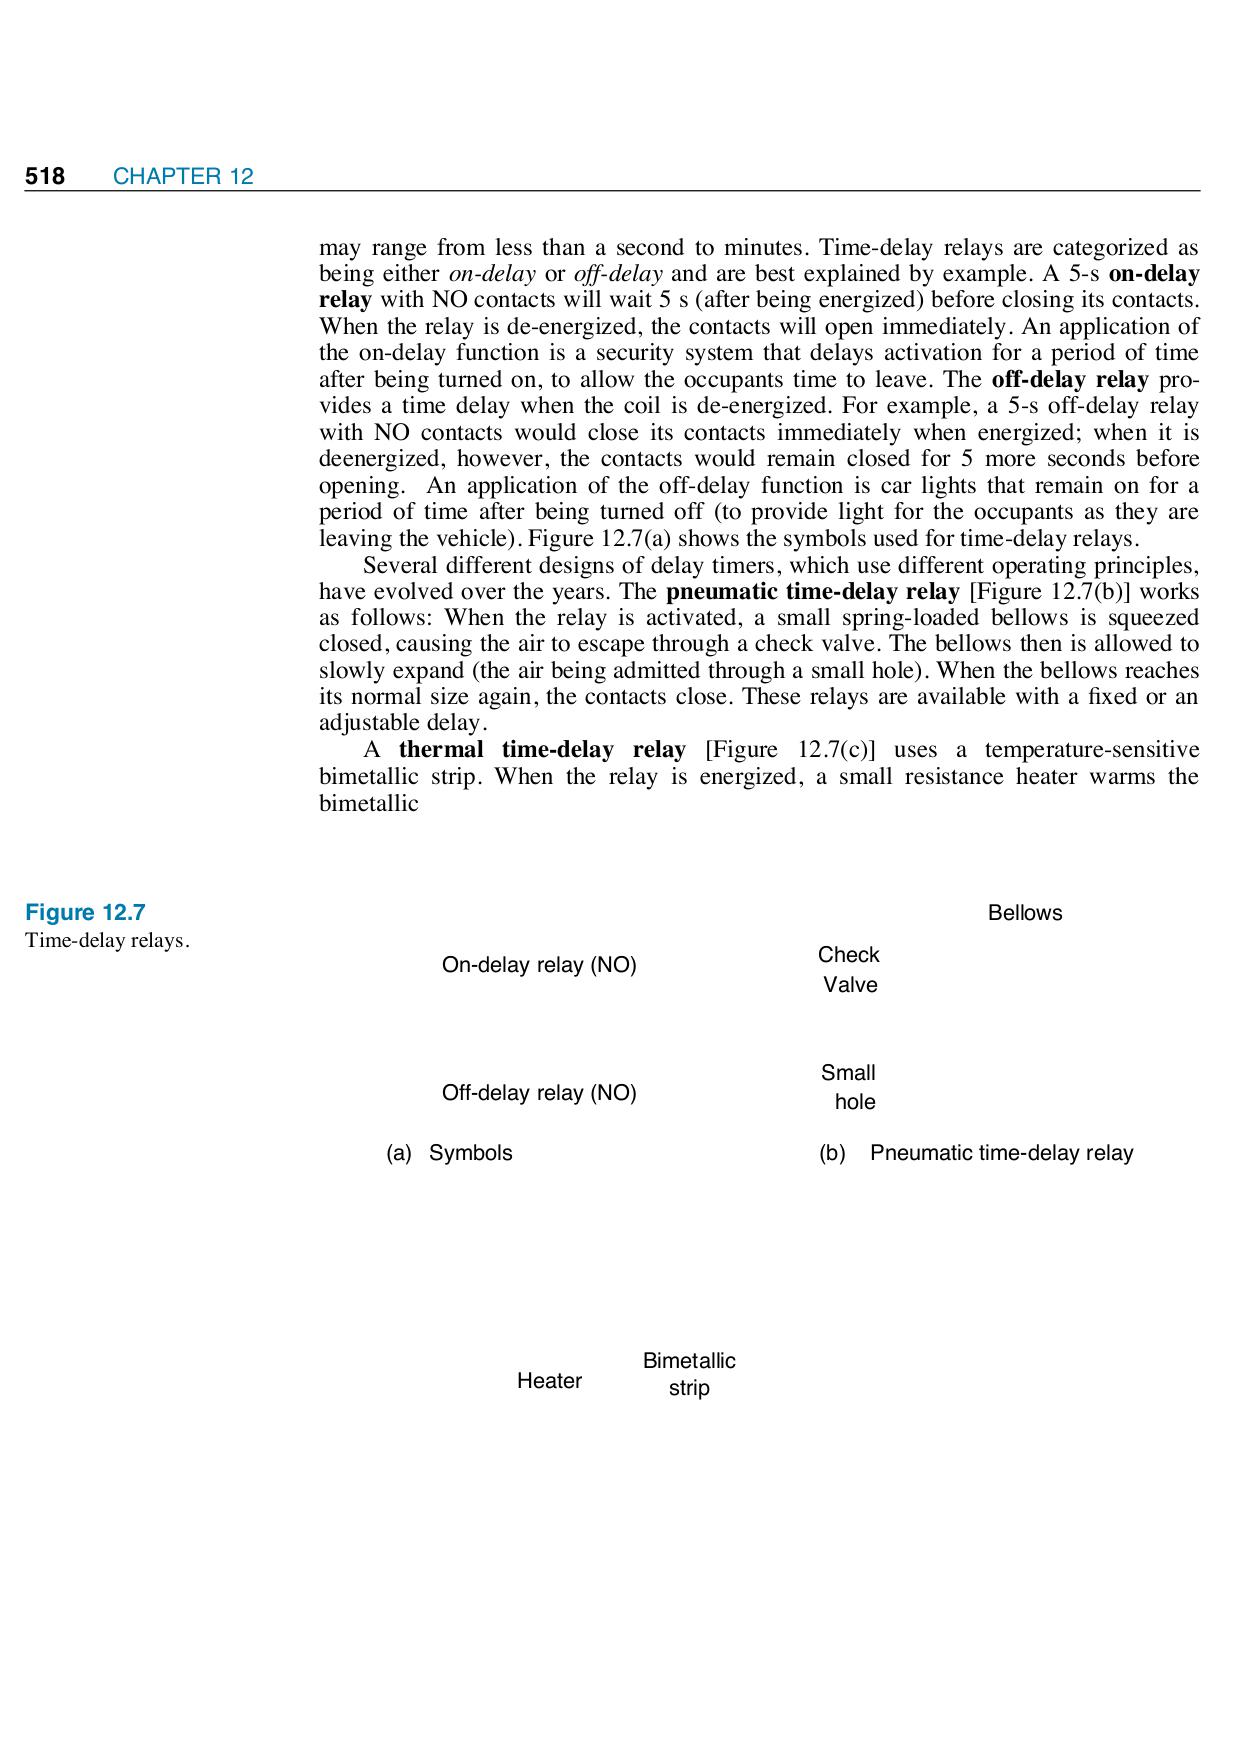 518 CHAPTER 12
may range from less than a second to minutes. Time-delay relays are categorized as
being either on-delay or off-delay and are best explained by example. A 5-s on-delay
relay with NO contacts will wait 5 s (after being energized) before closing its contacts.
When the relay is de-energized, the contacts will open immediately. An application of
the on-delay function is a security system that delays activation for a period of time
after being turned on, to allow the occupants time to leave. The off-delay relay pro-
vides a time delay when the coil is de-energized. For example, a 5-s off-delay relay
with NO contacts would close its contacts immediately when energized; when it is
deenergized, however, the contacts would remain closed for 5 more seconds before
opening. An application of the off-delay function is car lights that remain on for a
period of time after being turned off (to provide light for the occupants as they are
leaving the vehicle). Figure 12.7(a) shows the symbols used for time-delay relays.
Several different designs of delay timers, which use different operating principles,
have evolved over the years. The pneumatic time-delay relay [Figure 12.7(b)] works
as follows: When the relay is activated, a small spring-loaded bellows is squeezed
closed, causing the air to escape through a check valve. The bellows then is allowed to
slowly expand (the air being admitted through a small hole). When the bellows reaches
its normal size again, the contacts close. These relays are available with a fixed or an
adjustable delay.
A thermal time-delay relay [Figure 12.7(c)] uses a temperature-sensitive
bimetallic strip. When the relay is energized, a small resistance heater warms the
bimetallic
Figure 12.7
Time-delay relays.
On-delay relay (NO)
Off-delay relay (NO)
(a) Symbols
Bellows
Check
Valve
Small
hole
(b) Pneumatic time-delay relay
Heater
Bimetallic
strip